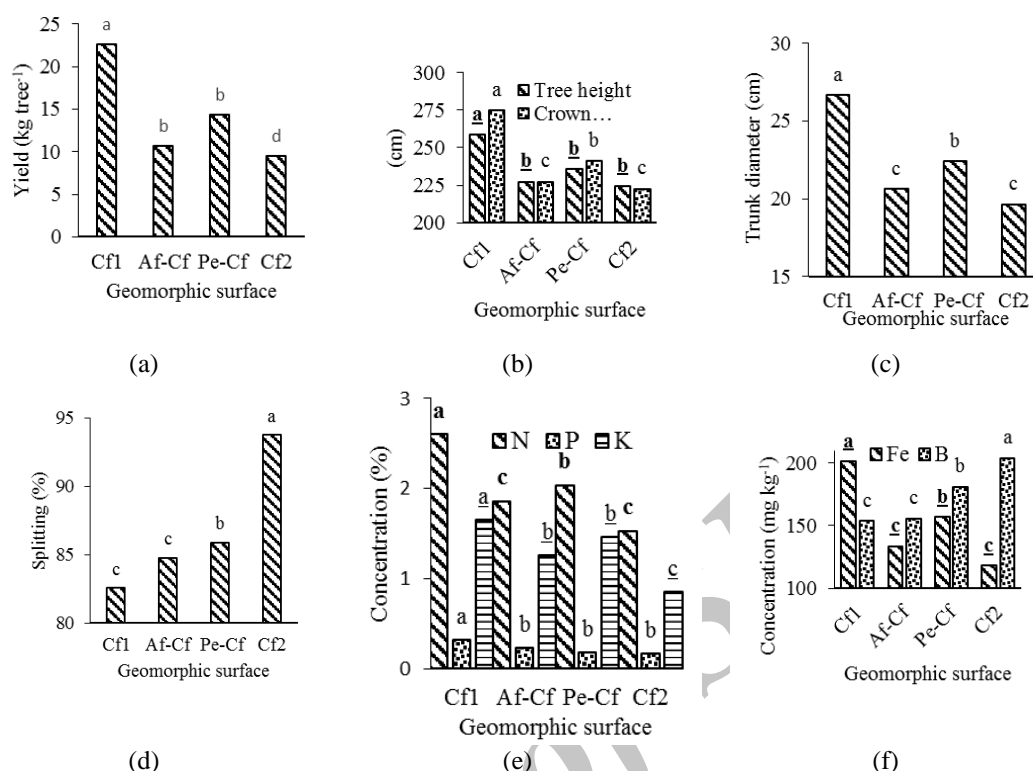 a
25
20
15
10
5
0
Yield (kg tree⁻¹)
b
b
d
Cf1 Af-Cf Pe-Cf Cf2
Geomorphic surface
(a)
300
275
250
225
200
(cm)
Tree height
Crown…
a a
b c
b b
b c
Cf1 Af-Cf Pe-Cf Cf2
Geomorphic surface
(b)
30
25
20
15
Trunk diameter (cm)
a
c
b
c
Cf1 Af-Cf Pe-Cf Cf2
Geomorphic surface
(c)
95
90
85
80
Splitting (%)
c
c
b
a
Cf1 Af-Cf Pe-Cf Cf2
Geomorphic surface
(d)
3
2
1
0
Concentration (%)
N P K
a a a
c b b
b b b
c b c
Cf1 Af-Cf Pe-Cf Cf2
Geomorphic surface
(e)
200
150
100
Concentration (mg kg⁻¹)
Fe B
a c
c c
b b
c a
Cf1 Af-Cf Pe-Cf Cf2
Geomorphic surface
(f)